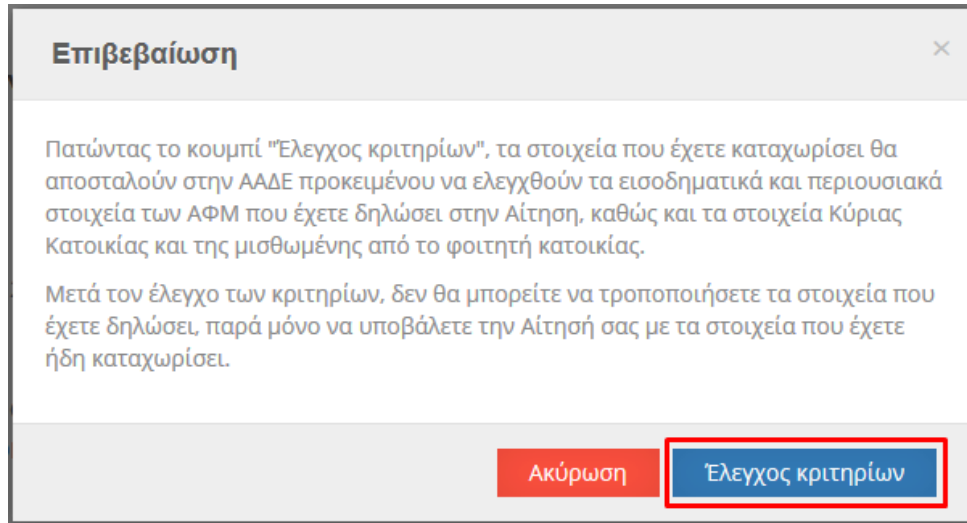 Επιβεβαίωση
Πατώντας το κουμπί "Έλεγχος κριτηρίων", τα στοιχεία που έχετε καταχωρίσει θα
αποσταλούν στην ΑΑΔΕ προκειμένου να ελεγχθούν τα εισοδηματικά και περιουσιακά
στοιχεία των ΑΦΜ που έχετε δηλώσει στην Αίτηση, καθώς και τα στοιχεία Κύριας
Κατοικίας και της μισθωμένης από το φοιτητή κατοικίας.
Μετά τον έλεγχο των κριτηρίων, δεν θα μπορείτε να τροποποιήσετε τα στοιχεία που
έχετε δηλώσει, παρά μόνο να υποβάλετε την Αίτησή σας με τα στοιχεία που έχετε
ήδη καταχωρίσει.
Ακύρωση Έλεγχος κριτηρίων